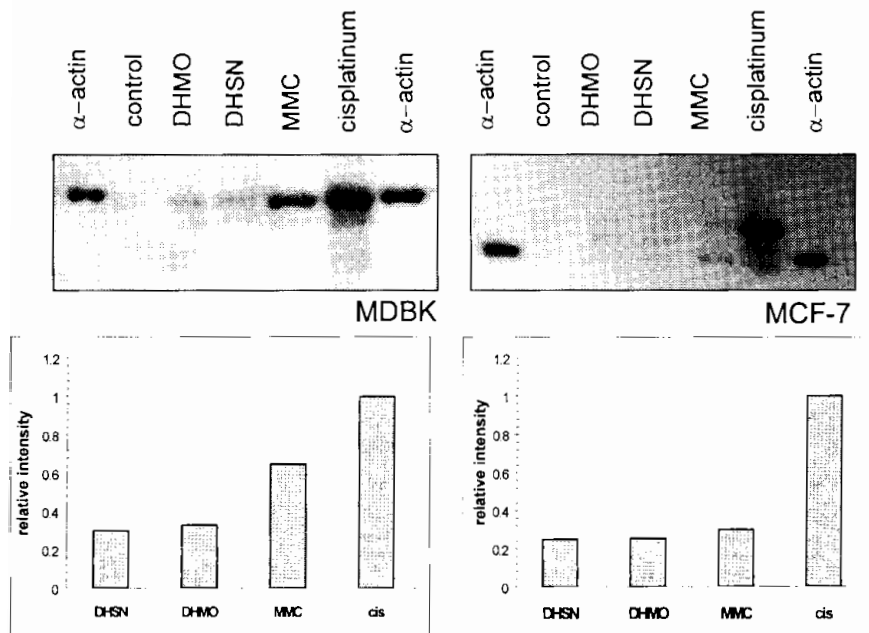 α-actin
control
DHMO
DHSN
MMC
cisplatinum
α-actin
α-actin
control
DHMO
DHSN
MMC
cisplatinum
α-actin
MDBK
MCF-7
relative intensity
1.2
1
0.8
0.6
0.4
0.2
0
DHSN DHMO MMC cis
relative intensity
1.2
1
0.8
0.6
0.4
0.2
0
DHSN DHMO MMC cis